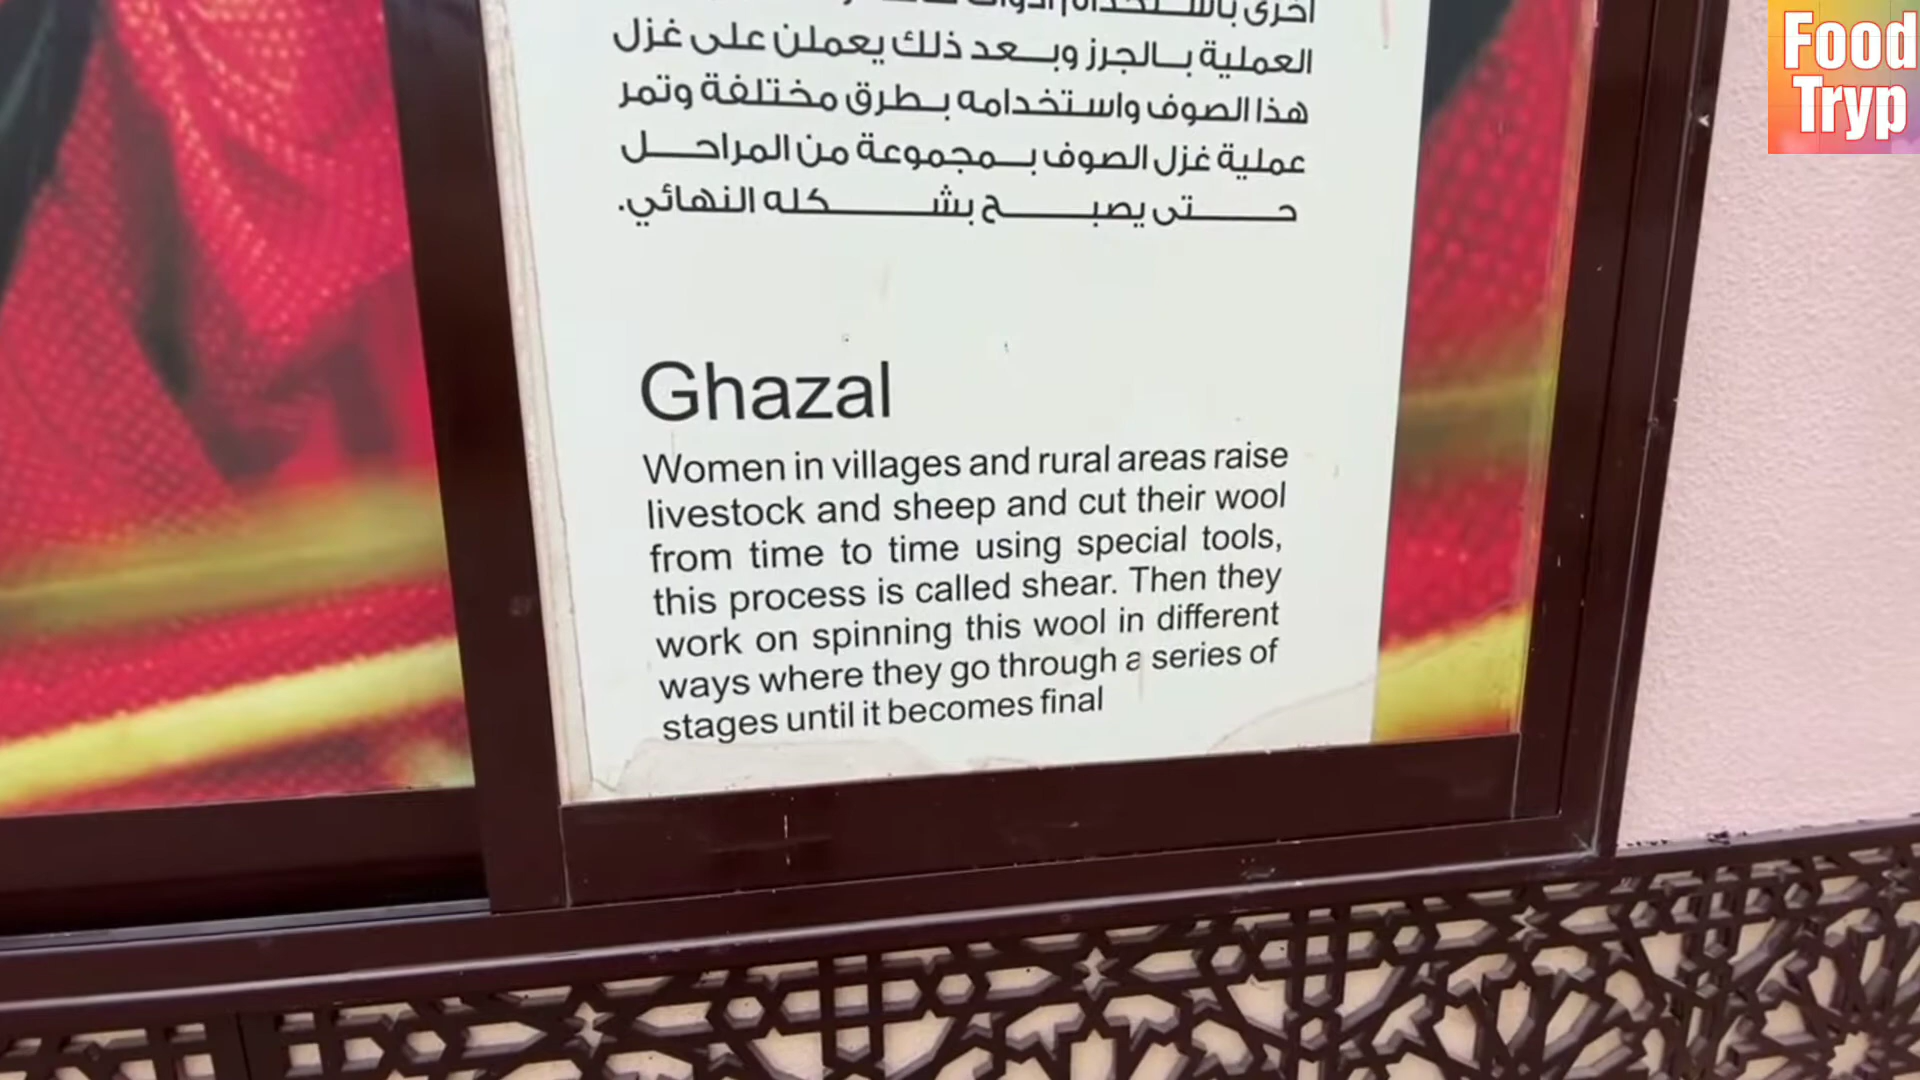 العملية بالجرز وبعد ذلك يعملن على غزل
هذا الصوف واستخدامه بطرق مختلفة وتمر
عملية غزل الصوف بمجموعة من المراحل
حتى يصبح بشكله النهائي.
Ghazal
Women in villages and rural areas raise
livestock and sheep and cut their wool
from time to time using special tools,
this process is called shear. Then they
work on spinning this wool in different
ways where they go through a series of
stages until it becomes final
Food
Tryp